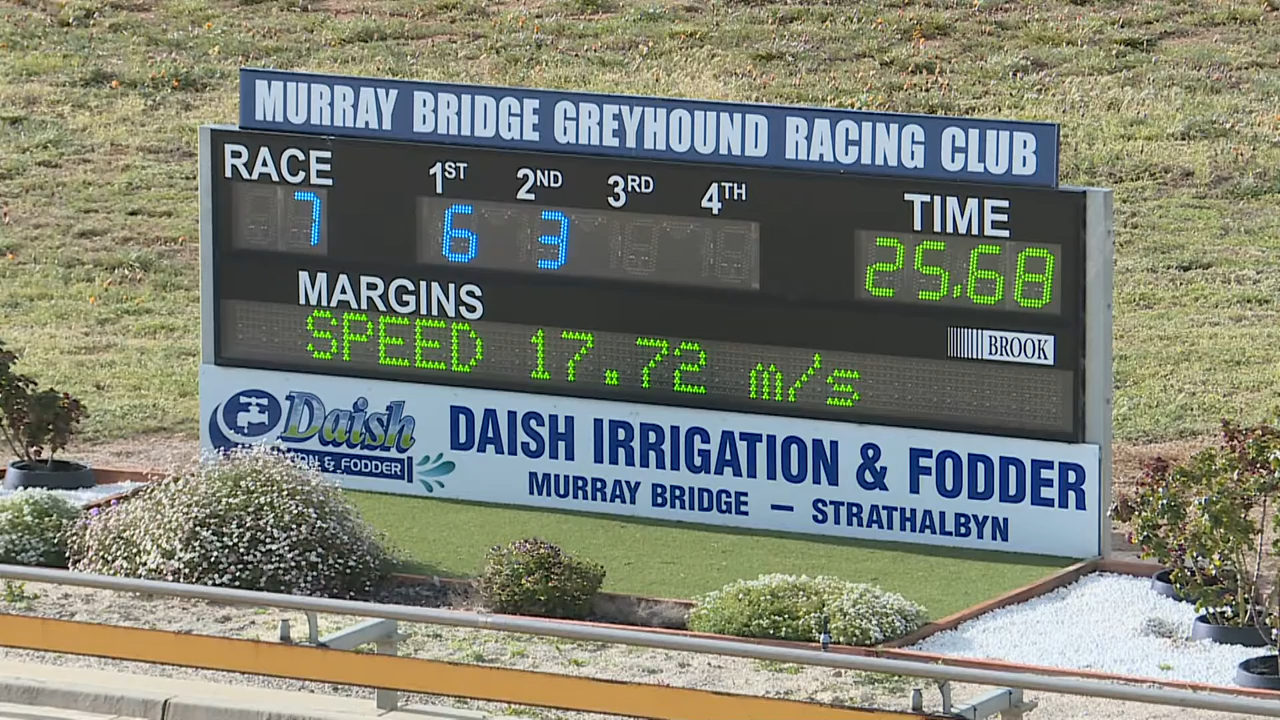 MURRAY BRIDGE GREYHOUND RACING CLUB
RACE 1ST 2ND 3RD 4TH TIME
7 6 3 25.68
MARGINS
SPEED 17.72 m/s
BROOK
Daish
& FODDER
DAISH IRRIGATION & FODDER
MURRAY BRIDGE – STRATHALBYN